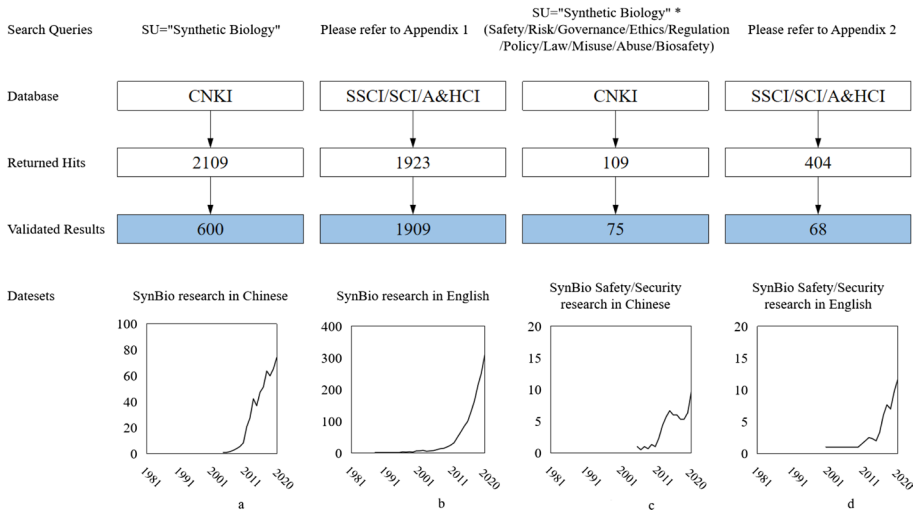 Search Queries
SU="Synthetic Biology"
Please refer to Appendix 1
SU="Synthetic Biology" *
(Safety/Risk/Governance/Ethics/Regulation
/Policy/Law/Misuse/Abuse/Biosafety)
Please refer to Appendix 2
Database
CNKI
SSCI/SCI/A&HCI
CNKI
SSCI/SCI/A&HCI
Returned Hits
2109
1923
109
404
Validated Results
600
1909
75
68
Datesets
SynBio research in Chinese
SynBio research in English
SynBio Safety/Security
research in Chinese
SynBio Safety/Security
research in English
100
80
60
40
20
0
1981
1991
2001
2011
2020
a
400
300
200
100
0
1981
1991
2001
2011
2020
b
20
15
10
5
0
1981
1991
2001
2011
2020
c
20
15
10
5
0
1981
1991
2001
2011
2020
d